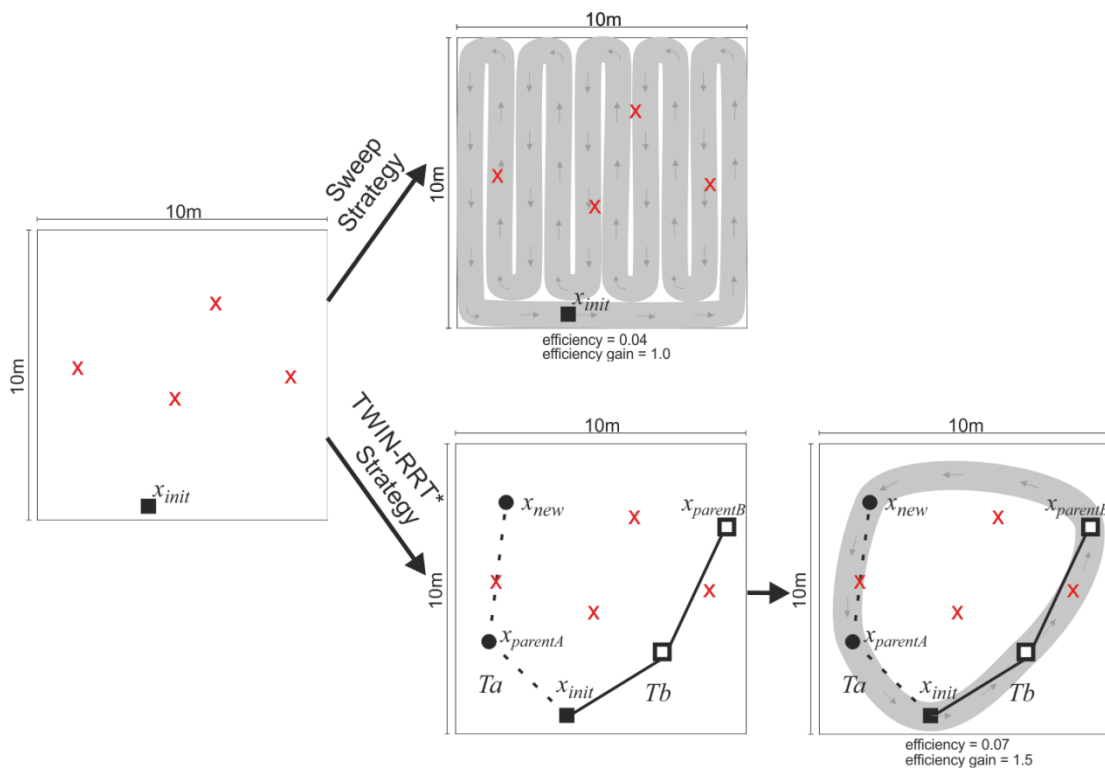 10m
10m
x
x
x
x
x_init
efficiency = 0.04
efficiency gain = 1.0
Sweep
Strategy
10m
10m
x
x
x
x
x_init
TWIN-RRT*
Strategy
10m
10m
x_new
x
x_parentB
x
x
x
x_parentA
Ta
x_init
Tb
10m
10m
x_new
x
x_parentB
x
x
x
x_parentA
Ta
x_init
Tb
efficiency = 0.07
efficiency gain = 1.5